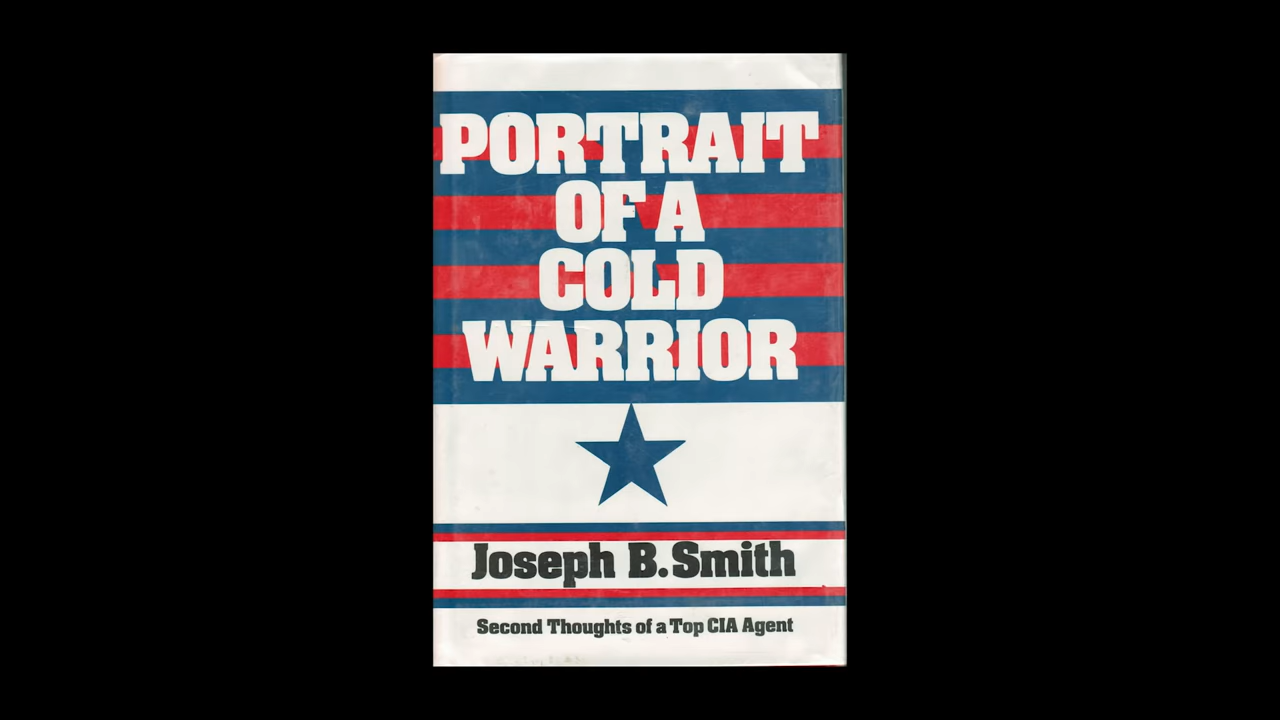 PORTRAIT
OF A
COLD
WARRIOR
Joseph B. Smith
Second Thoughts of a Top CIA Agent